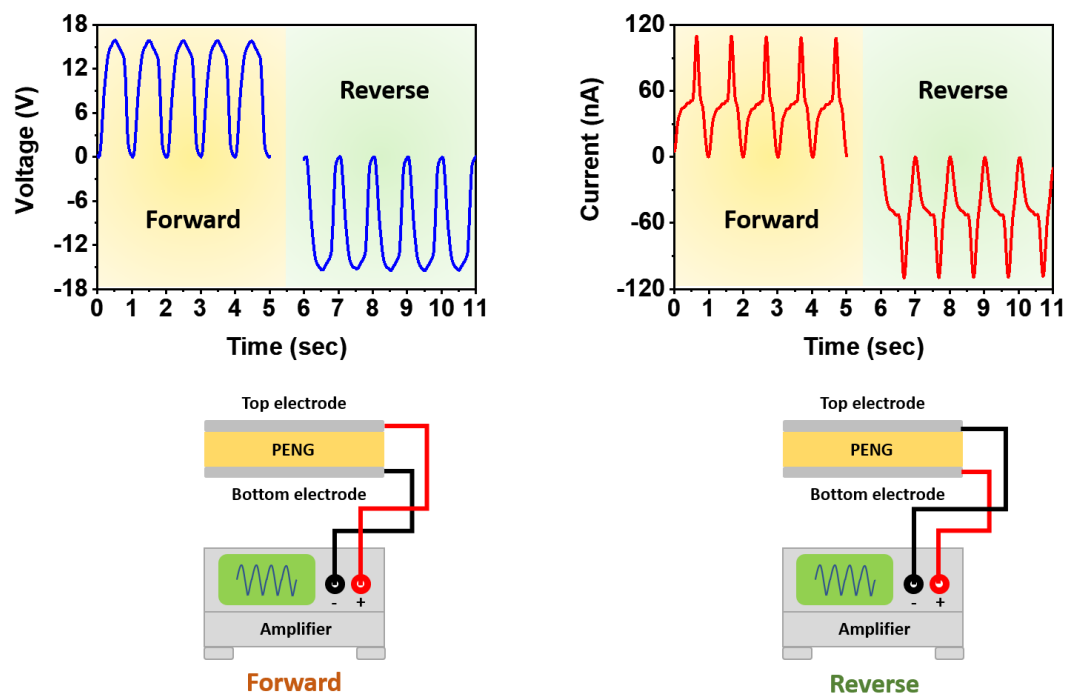 18
12
6
0
-6
-12
-18
Voltage (V)
Forward
Reverse
0 1 2 3 4 5 6 7 8 9 10 11
Time (sec)
120
60
0
-60
-120
Current (nA)
Forward
Reverse
0 1 2 3 4 5 6 7 8 9 10 11
Time (sec)
Top electrode
PENG
Bottom electrode
- +
Amplifier
Forward
Top electrode
PENG
Bottom electrode
- +
Amplifier
Reverse